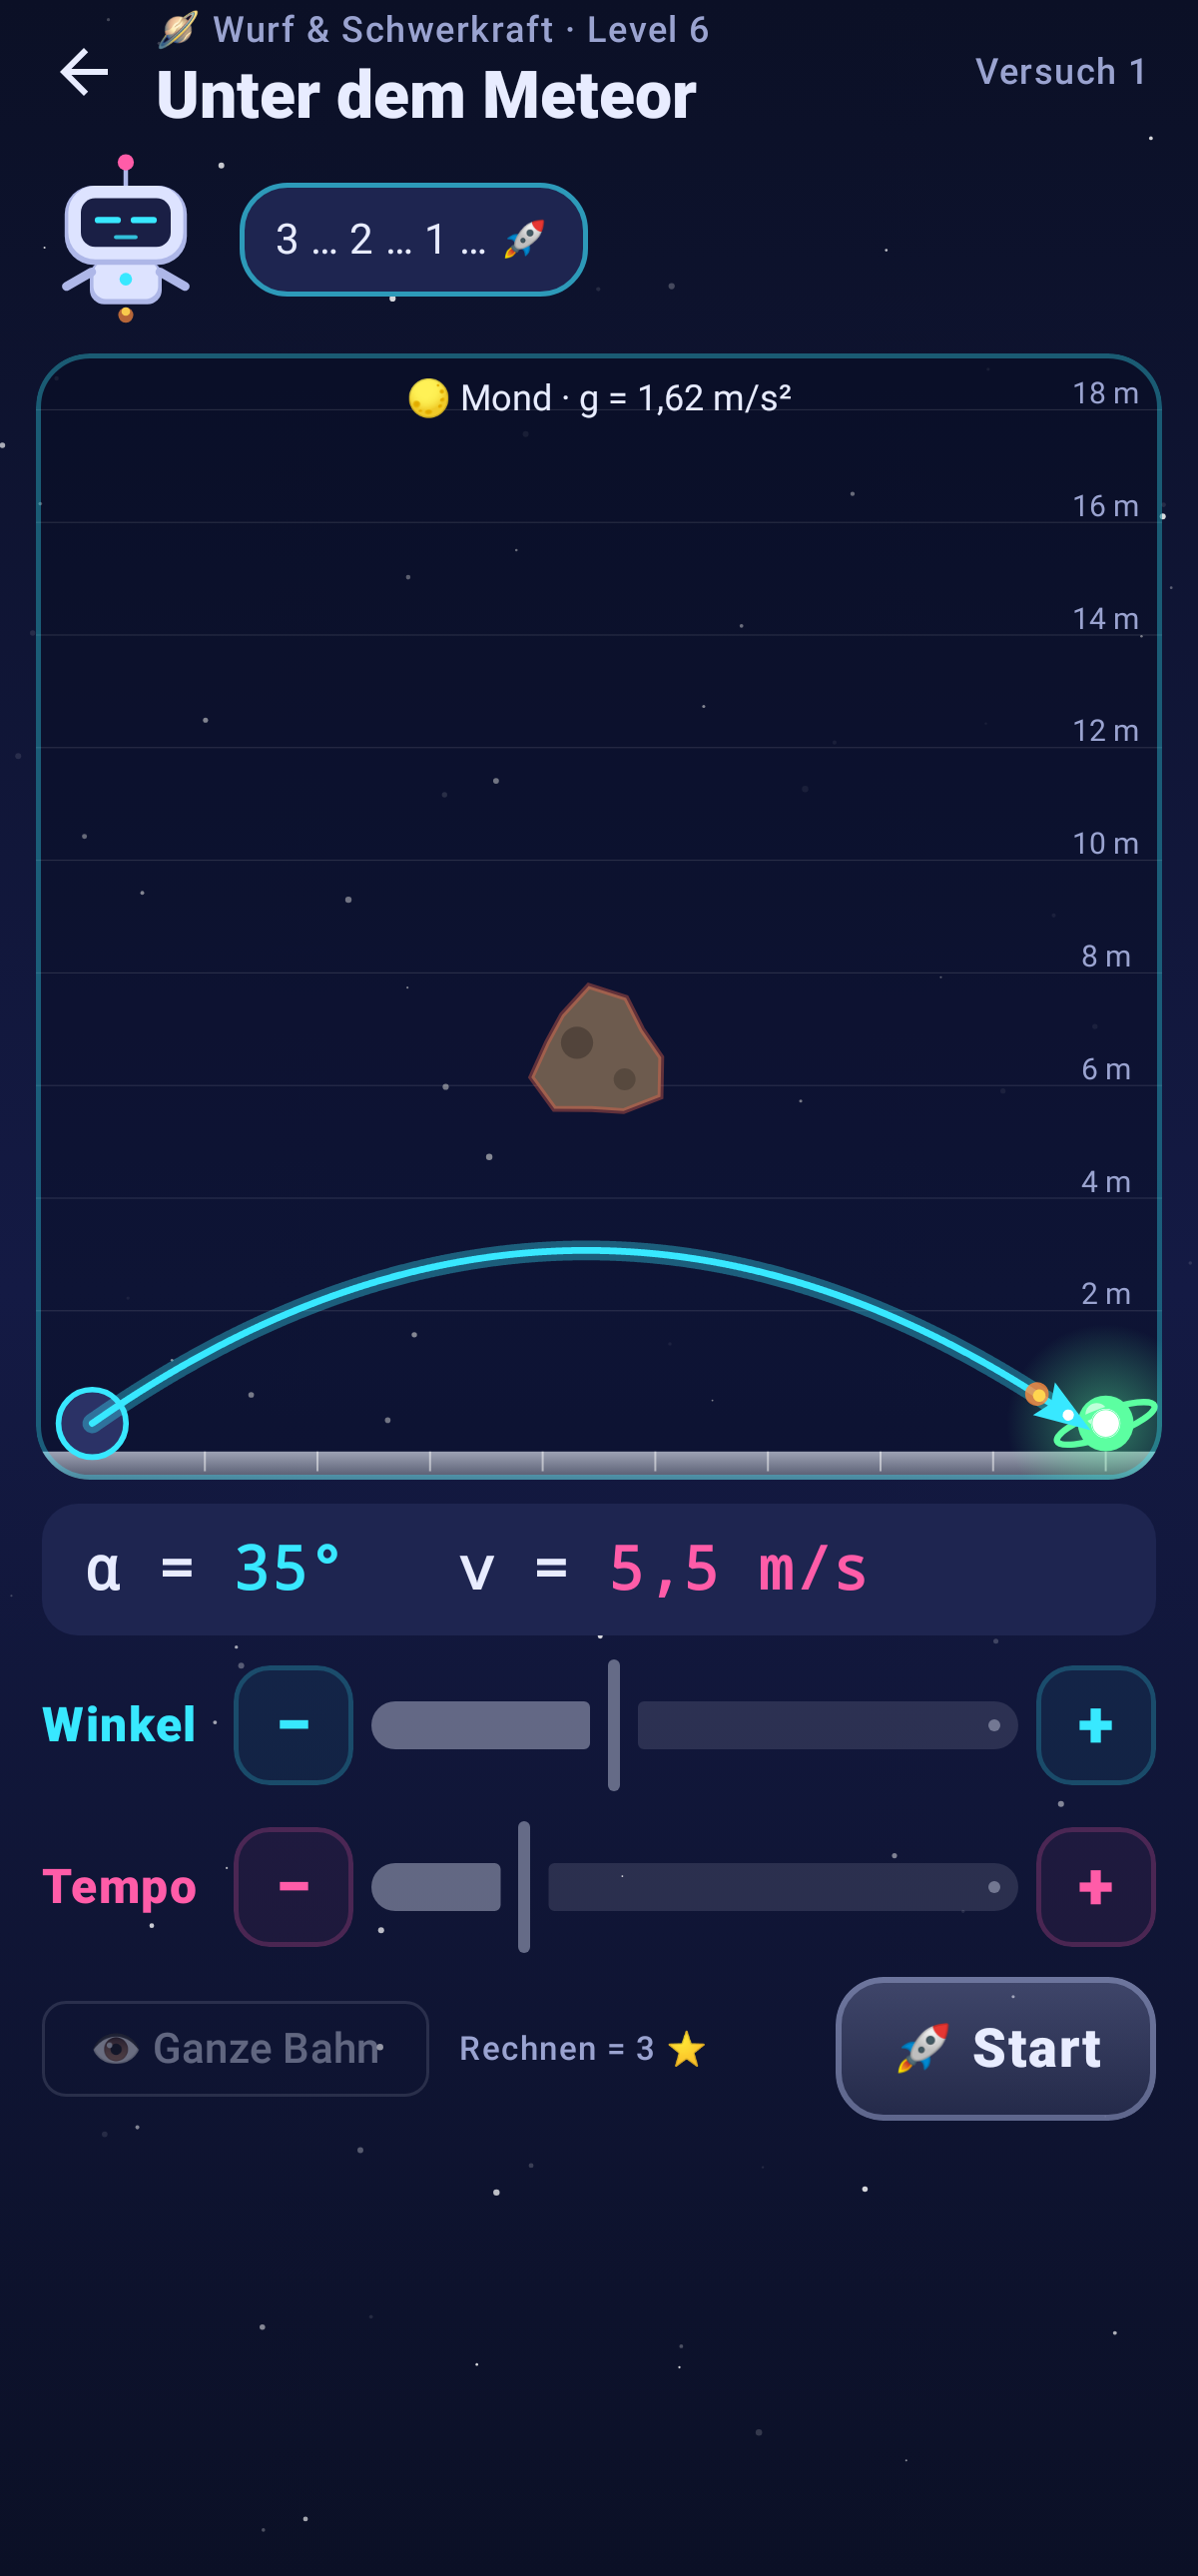 🪐 Wurf & Schwerkraft · Level 6
Unter dem Meteor
Versuch 1
3 ... 2 ... 1 ... 🚀
🌕 Mond · g = 1,62 m/s²
18 m
16 m
14 m
12 m
10 m
8 m
6 m
4 m
2 m
α = 35° v = 5,5 m/s
Winkel − +
Tempo − +
👁️ Ganze Bahn
Rechnen = 3 ⭐
🚀 Start